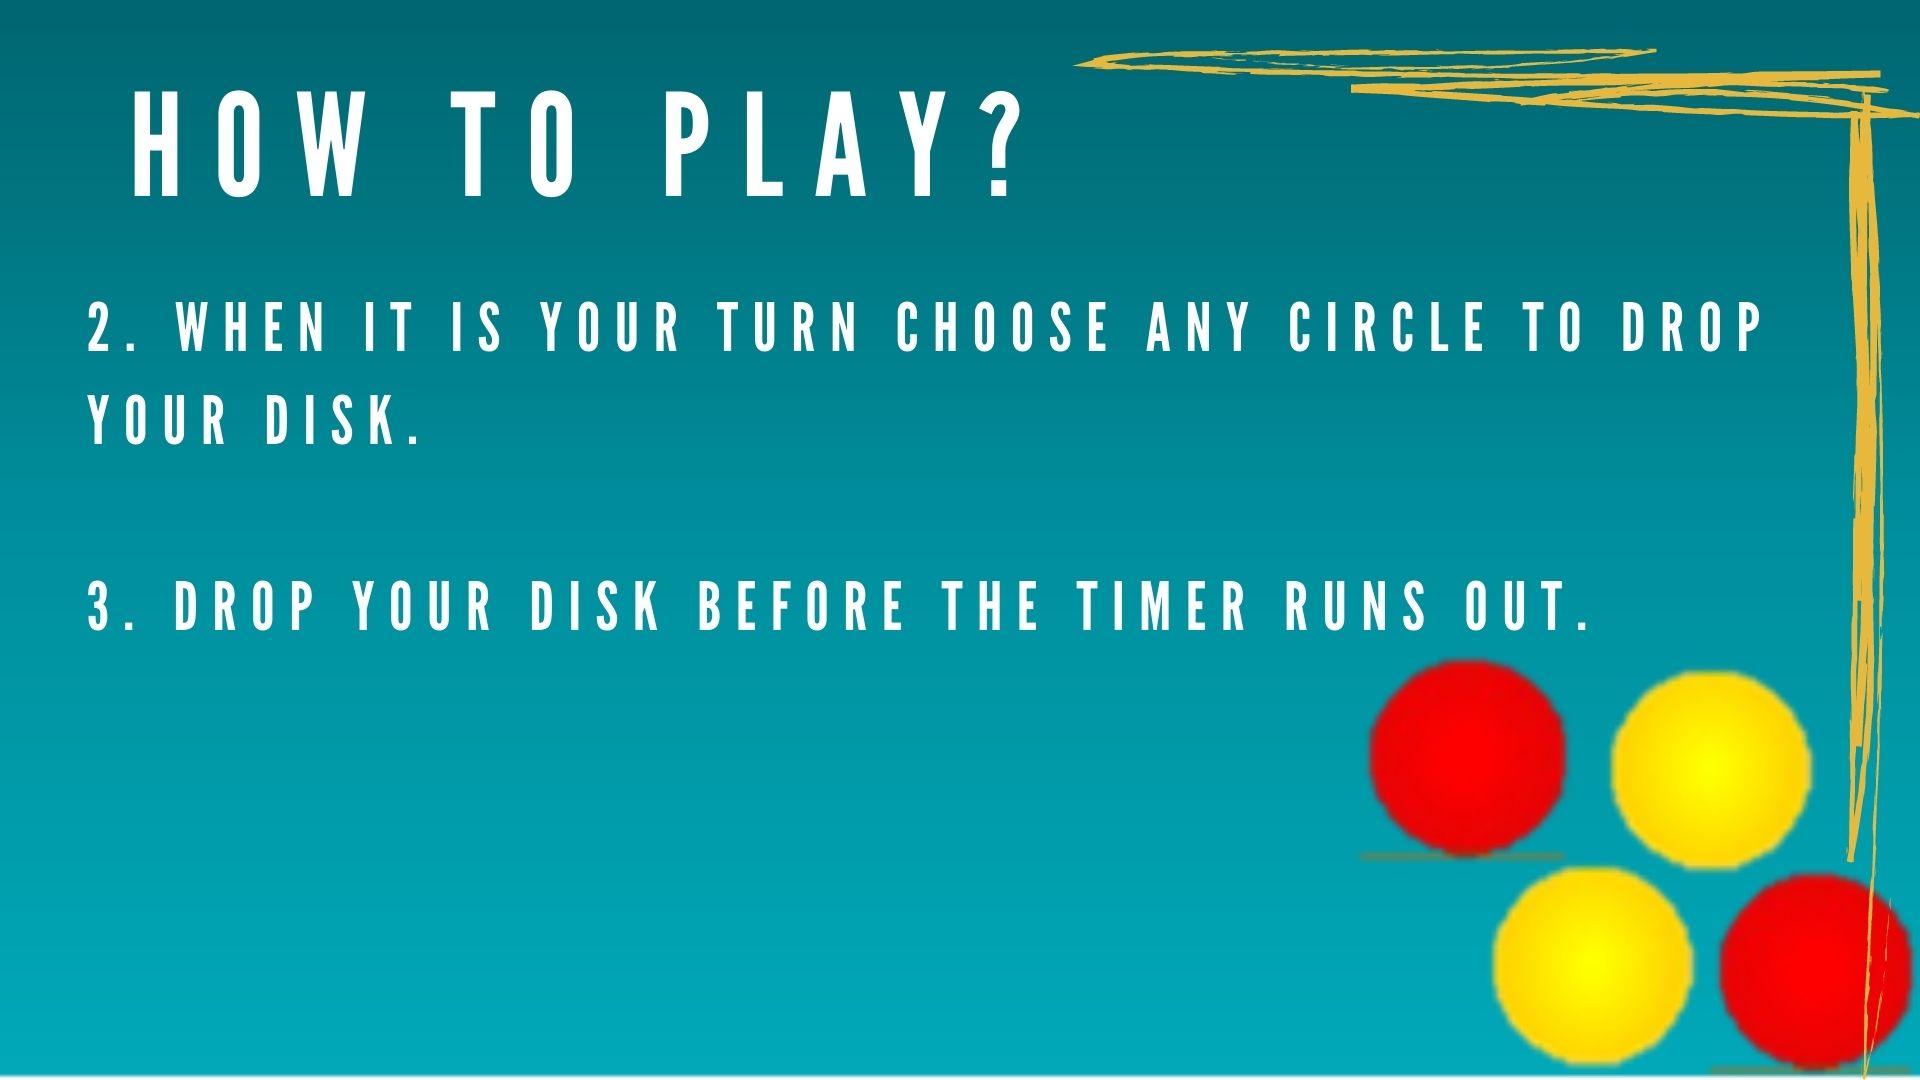 HOW TO PLAY?
2. WHEN IT IS YOUR TURN CHOOSE ANY CIRCLE TO DROP
YOUR DISK.
3. DROP YOUR DISK BEFORE THE TIMER RUNS OUT.